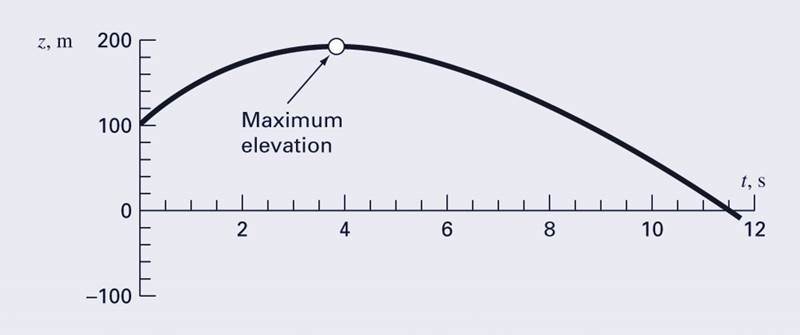 z, m
200
100
0
–100
Maximum
elevation
t, s
2 4 6 8 10 12